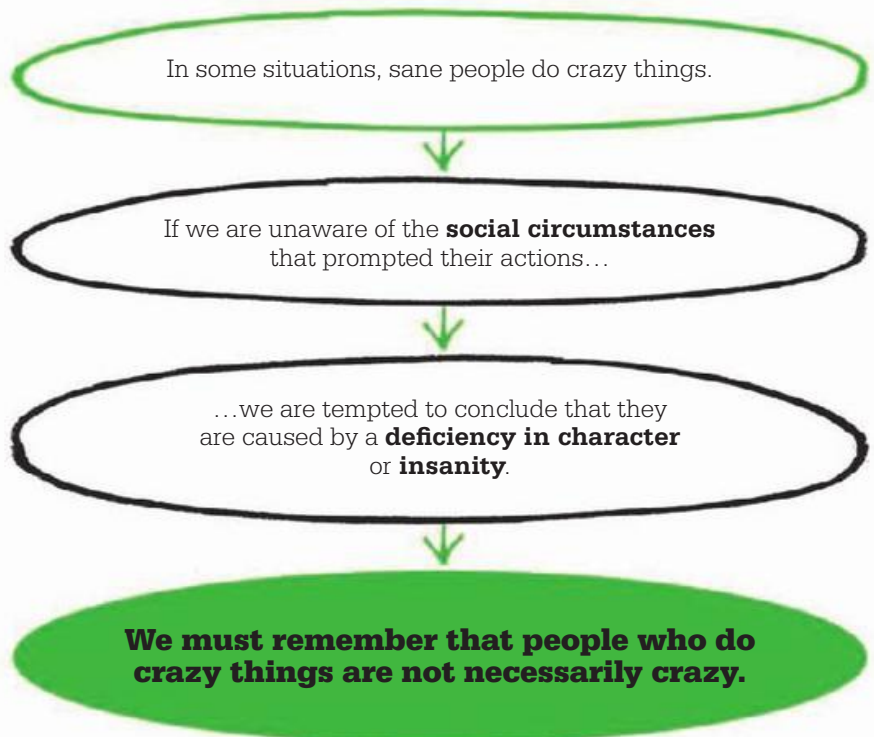 In some situations, sane people do crazy things.
If we are unaware of the social circumstances
that prompted their actions…
…we are tempted to conclude that they
are caused by a deficiency in character
or insanity.
We must remember that people who do
crazy things are not necessarily crazy.